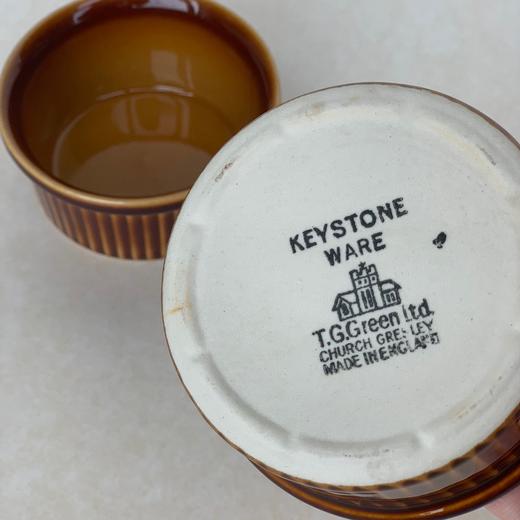 KEYSTONE
WARE
T.G.Green Ltd.
CHURCH GRESLEY
MADE IN ENGLAND